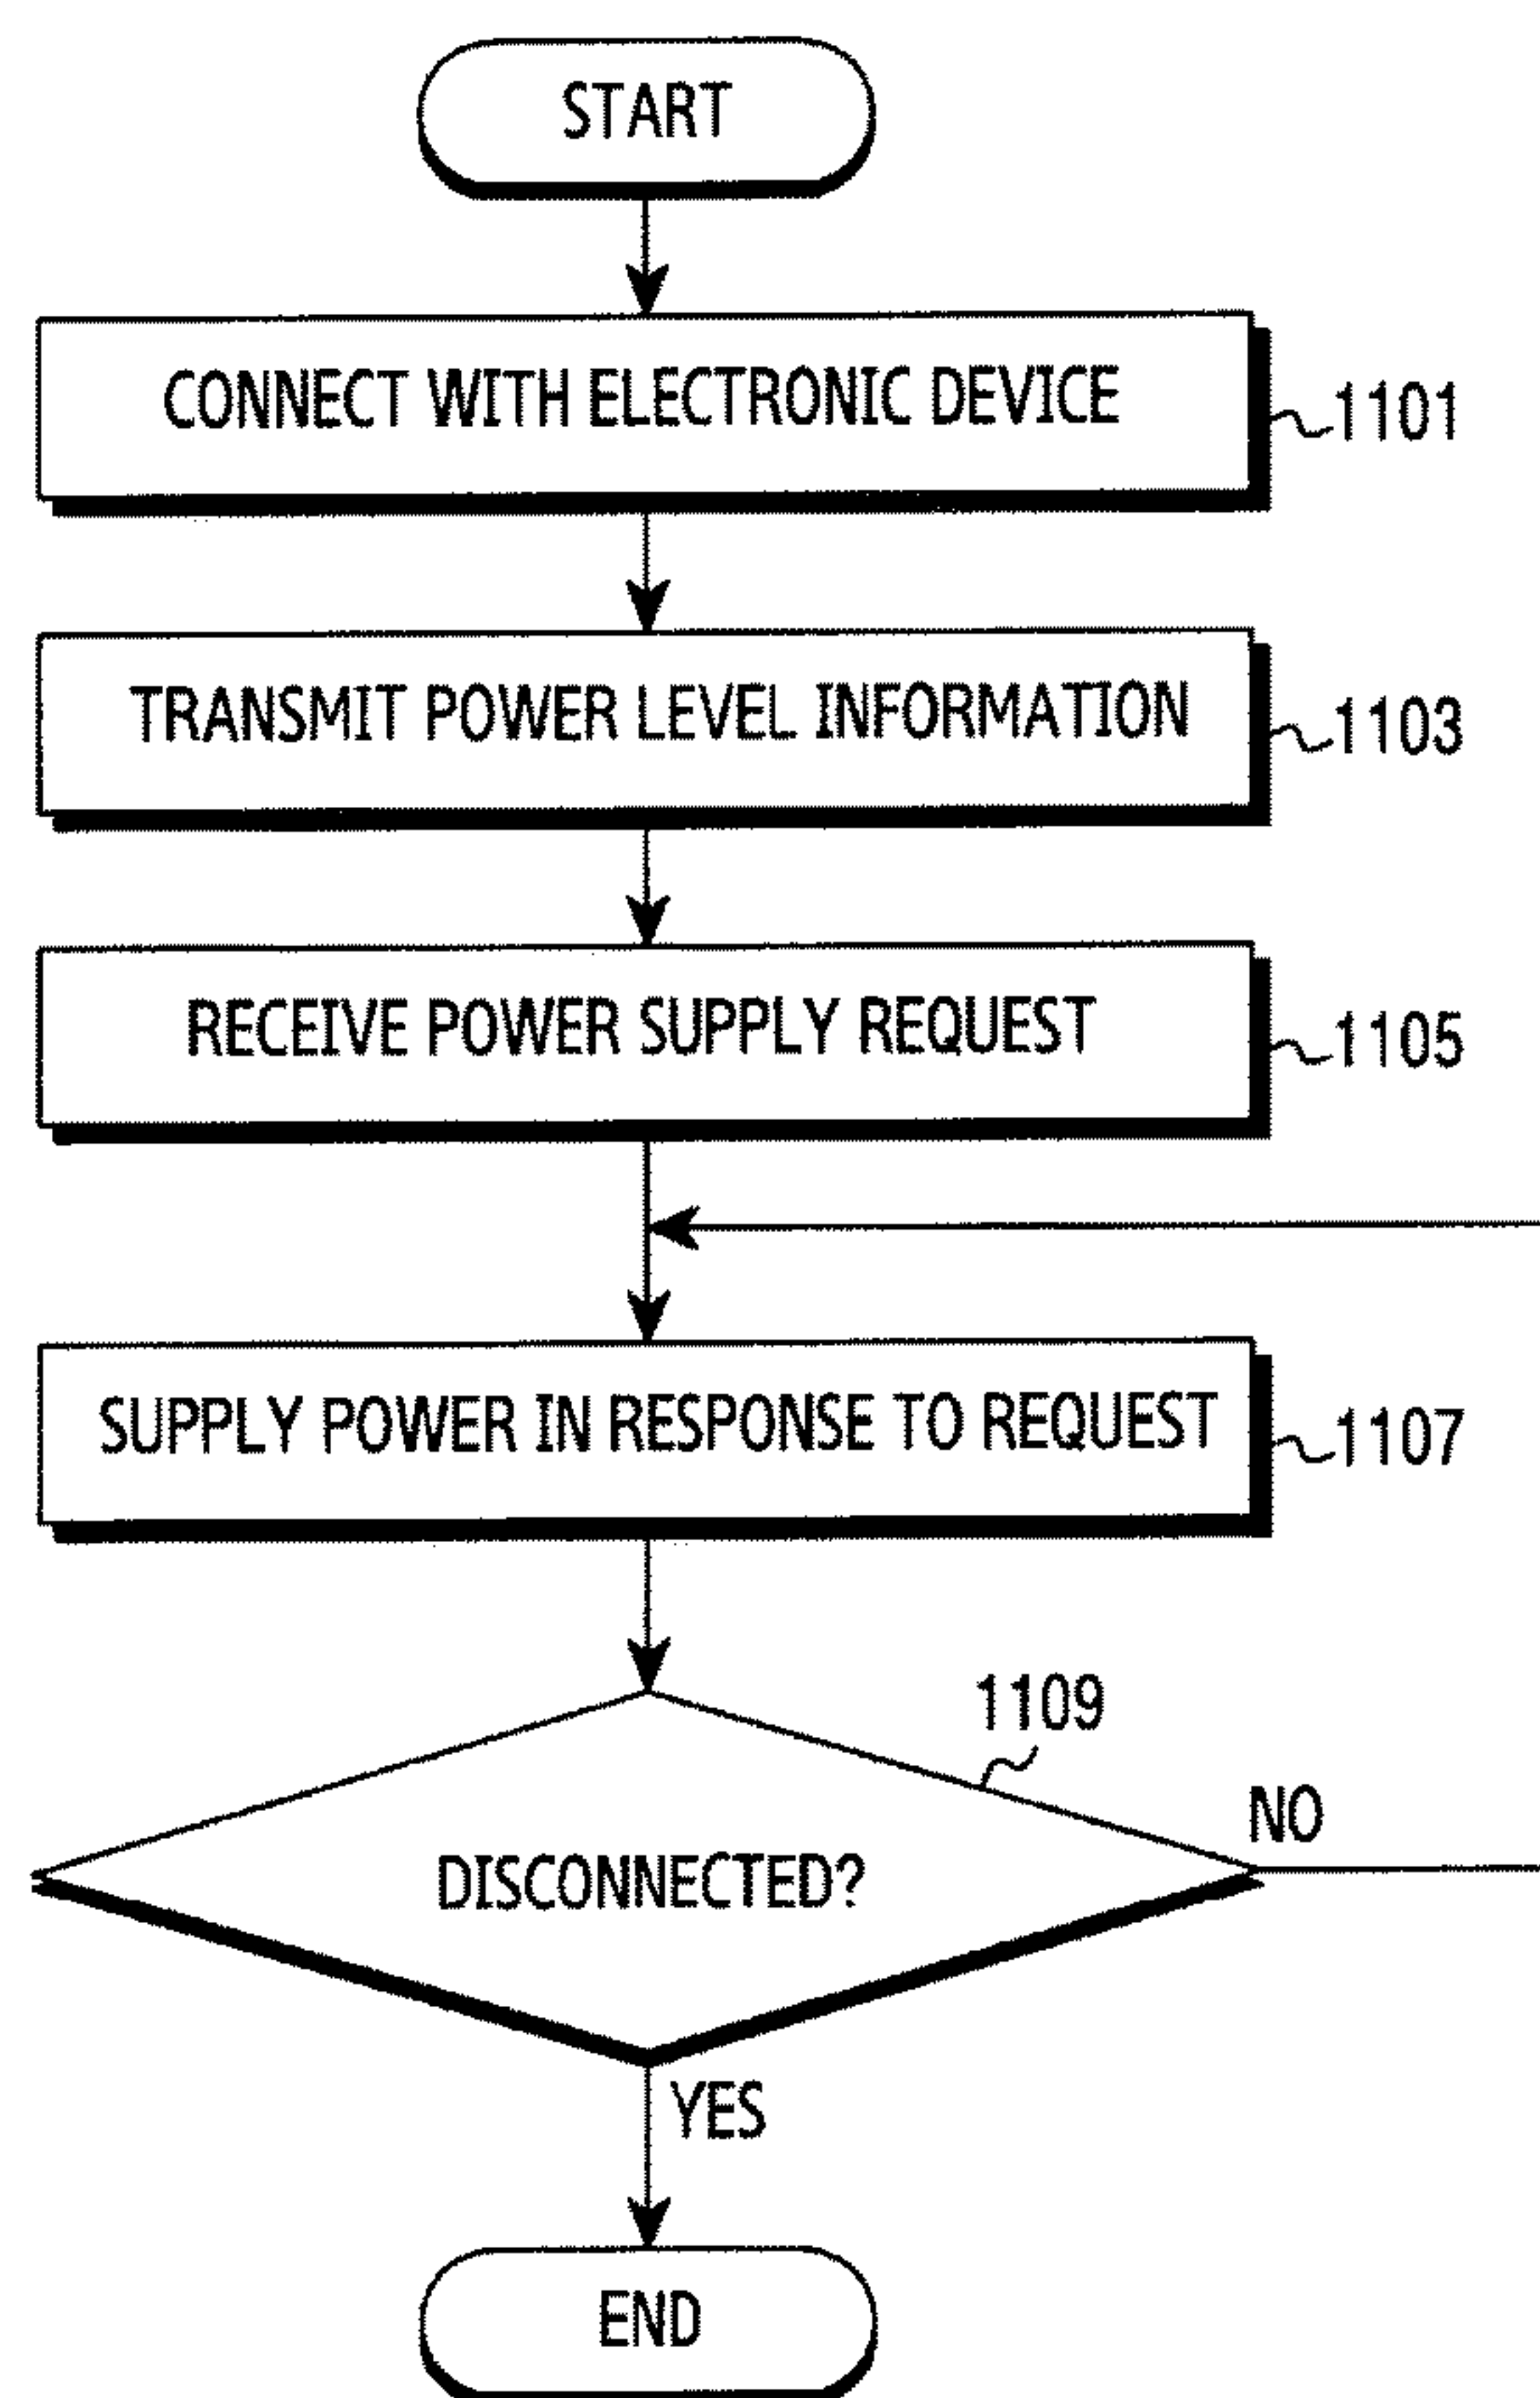 START
CONNECT WITH ELECTRONIC DEVICE
1101
TRANSMIT POWER LEVEL INFORMATION
1103
RECEIVE POWER SUPPLY REQUEST
1105
SUPPLY POWER IN RESPONSE TO REQUEST
1107
1109
NO
DISCONNECTED?
YES
END